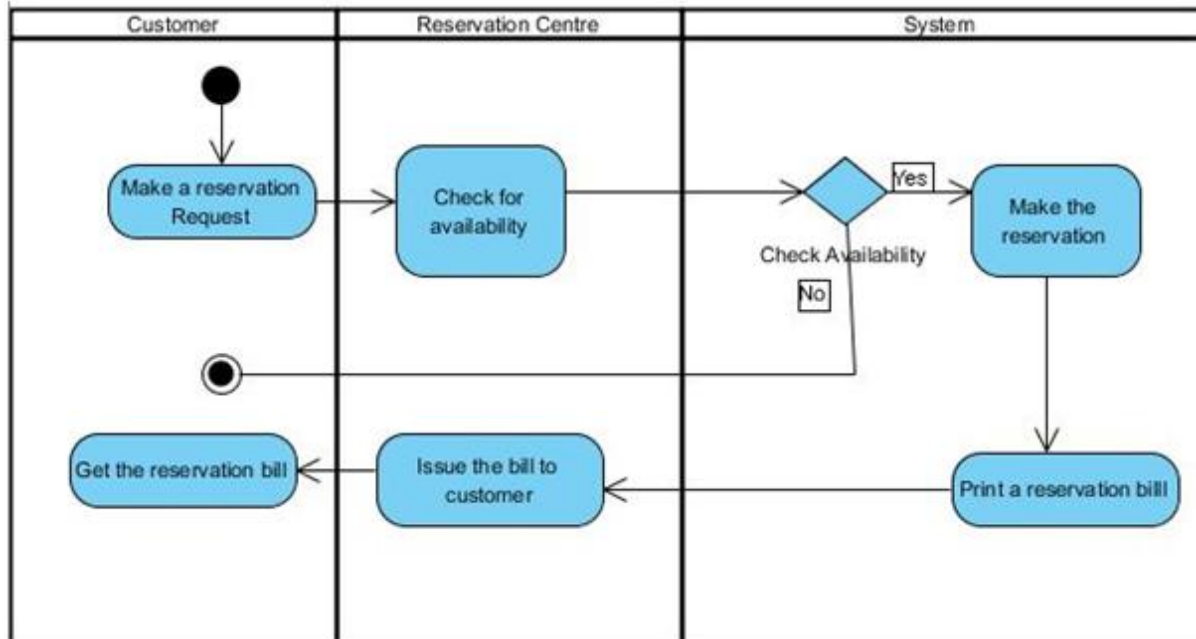 Customer
Reservation Centre
System
Make a reservation
Request
Check for
availability
Yes
Make the
reservation
Check Availability
No
Get the reservation bill
Issue the bill to
customer
Print a reservation billl